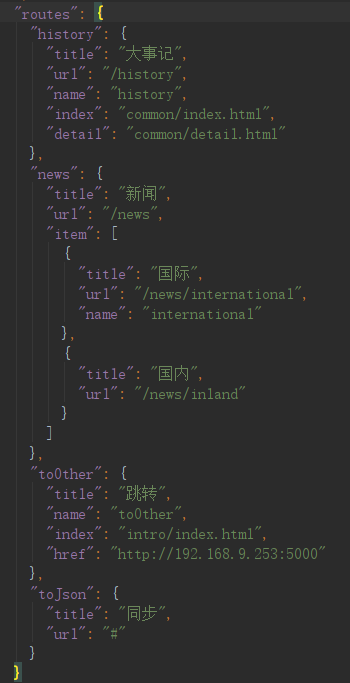 "routes": {
"history": {
"title": "大事记",
"url": "/history",
"name": "history",
"index": "common/index.html",
"detail": "common/detail.html"
},
"news": {
"title": "新闻",
"url": "/news",
"item": [
{
"title": "国际",
"url": "/news/international",
"name": "international"
},
{
"title": "国内",
"url": "/news/inland"
}
]
},
"toOther": {
"title": "跳转",
"name": "toOther",
"index": "intro/index.html",
"href": "http://192.168.9.253:5000"
},
"toJson": {
"title": "同步",
"url": "#"
}
}